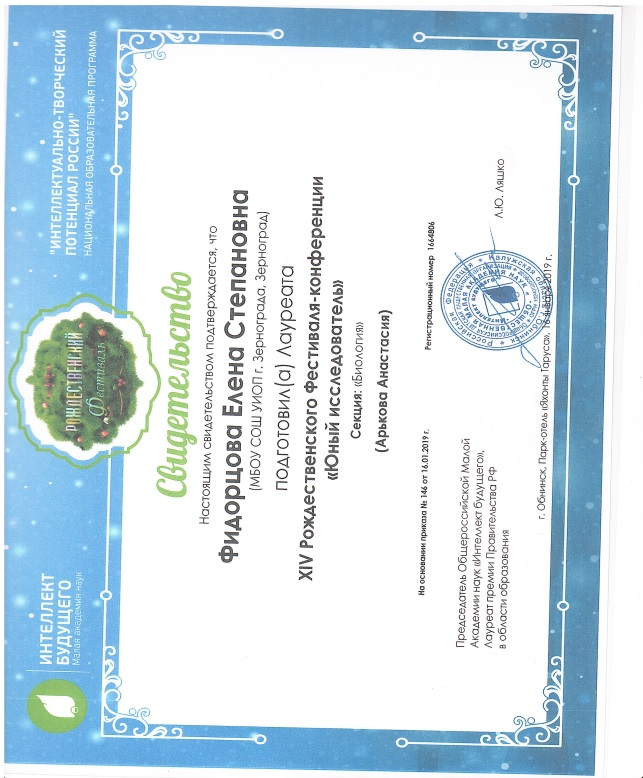 ИНТЕЛЛЕКТ
БУДУЩЕГО
Малая академия наук
"ИНТЕЛЛЕКТУАЛЬНО-ТВОРЧЕСКИЙ
ПОТЕНЦИАЛ РОССИИ"
НАЦИОНАЛЬНАЯ ОБРАЗОВАТЕЛЬНАЯ ПРОГРАММА
РОЖДЕСТВЕНСКИЙ
Фестиваль
Свидетельство
Настоящим свидетельством подтверждается, что
Фидорцова Елена Степановна
(МБОУ СОШ УИОП г. Зернограда, Зерноград)
ПОДГОТОВИЛ(А) Лауреата
XIV Рождественского Фестиваля-конференции
«Юный исследователь»
Секция: «Биология»
(Арькова Анастасия)
На основании приказа № 146 от 16.01.2019 г.
Регистрационный номер 1664806
Председатель Общероссийской Малой
Академии наук «Интеллект будущего»,
Лауреат премии Правительства РФ
в области образования
Л.Ю. Ляшко
г. Обнинск, Парк-отель «Яхонты Таруса», 16 января 2019 г.